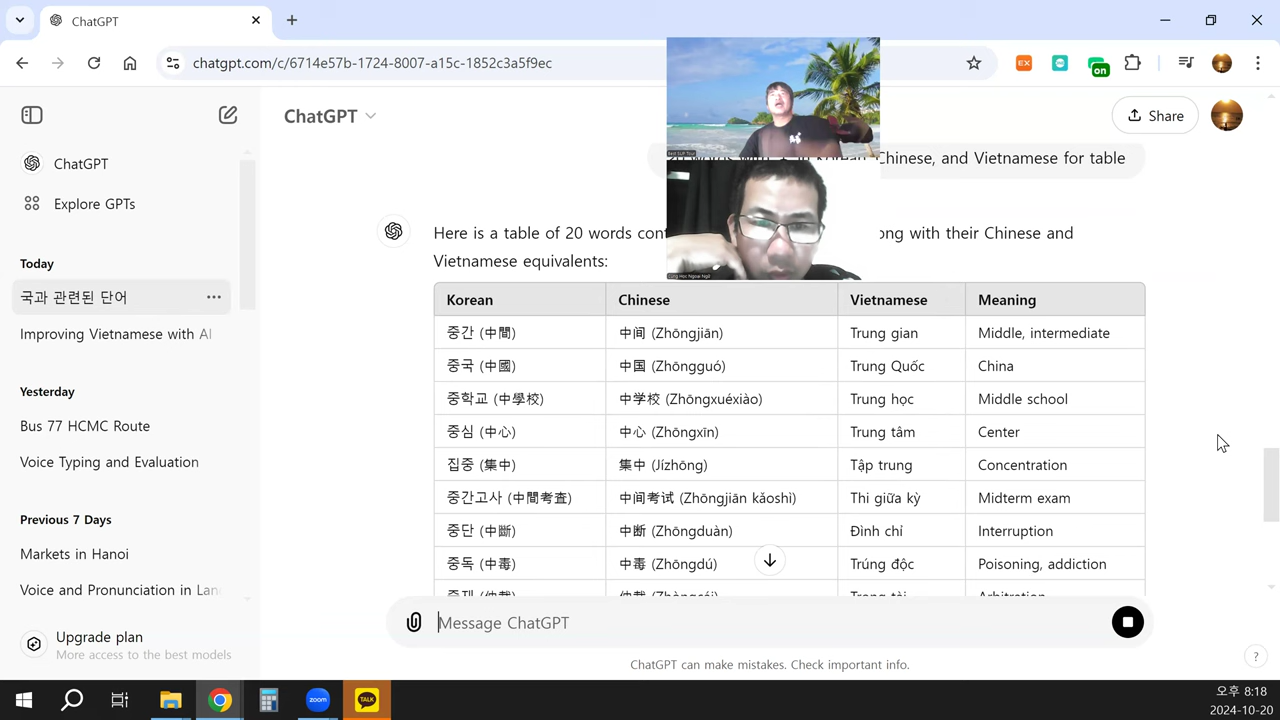 ChatGPT
chatgpt.com/c/6714e57b-1724-8007-a15c-1852c3a5f9ec
EX
on
ChatGPT
Share
ChatGPT
Explore GPTs
Today
국과 관련된 단어
Improving Vietnamese with AI
Yesterday
Bus 77 HCMC Route
Voice Typing and Evaluation
Previous 7 Days
Markets in Hanoi
Voice and Pronunciation in
Upgrade plan
More access to the best models
Chinese, and Vietnamese for table
Here is a table of 20 words
with their Chinese and
Vietnamese equivalents:
Korean Chinese Vietnamese Meaning
중간 (中間) 中间 (Zhōngjiān) Trung gian Middle, intermediate
중국 (中國) 中国 (Zhōngguó) Trung Quốc China
중학교 (中學校) 中学校 (Zhōngxuéxiào) Trung học Middle school
중심 (中心) 中心 (Zhōngxīn) Trung tâm Center
집중 (集中) 集中 (Jízhōng) Tập trung Concentration
중간고사 (中間考査) 中间考试 (Zhōngjiān kǎoshì) Thi giữa kỳ Midterm exam
중단 (中斷) 中断 (Zhōngduàn) Đình chỉ Interruption
중독 (中毒) 中毒 (Zhōngdú) Trúng độc Poisoning, addiction
Message ChatGPT
ChatGPT can make mistakes. Check important info.
?
zoom
TALK
오후 8:18
2024-10-20